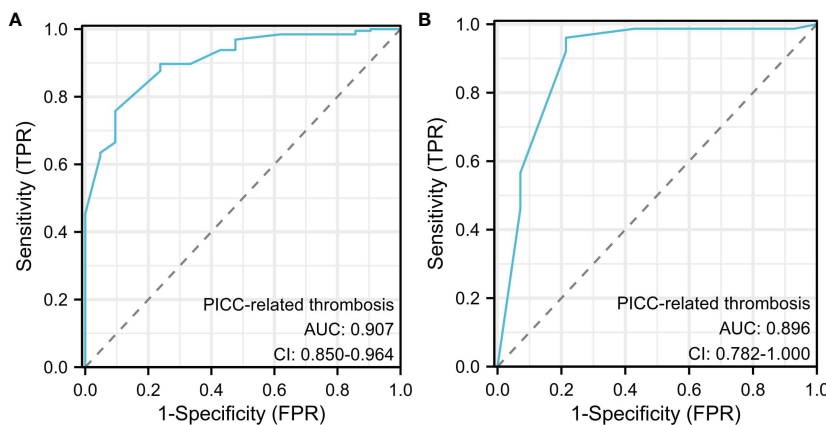 A
1.0
0.8
0.6
0.4
0.2
0.0
Sensitivity (TPR)
PICC-related thrombosis
AUC: 0.907
CI: 0.850-0.964
0.0 0.2 0.4 0.6 0.8 1.0
1-Specificity (FPR)
B
1.0
0.8
0.6
0.4
0.2
0.0
Sensitivity (TPR)
PICC-related thrombosis
AUC: 0.896
CI: 0.782-1.000
0.0 0.2 0.4 0.6 0.8 1.0
1-Specificity (FPR)